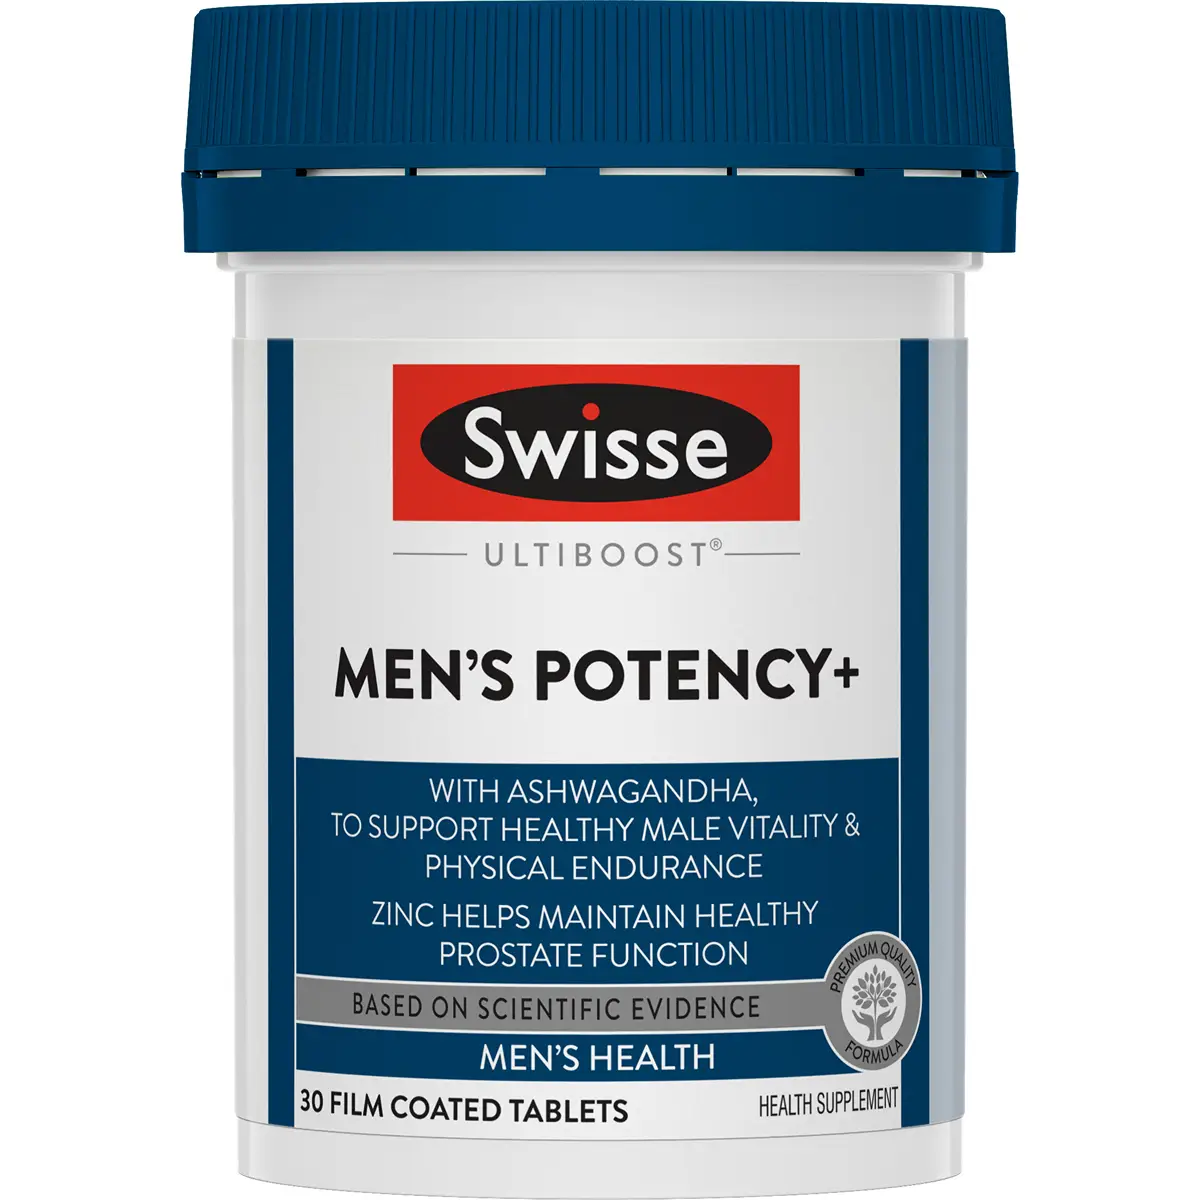 Swisse
ULTIBOOST®
MEN'S POTENCY+
WITH ASHWAGANDHA,
TO SUPPORT HEALTHY MALE VITALITY &
PHYSICAL ENDURANCE
ZINC HELPS MAINTAIN HEALTHY
PROSTATE FUNCTION
BASED ON SCIENTIFIC EVIDENCE
PREMIUM QUALITY
FORMULA
MEN'S HEALTH
30 FILM COATED TABLETS
HEALTH SUPPLEMENT